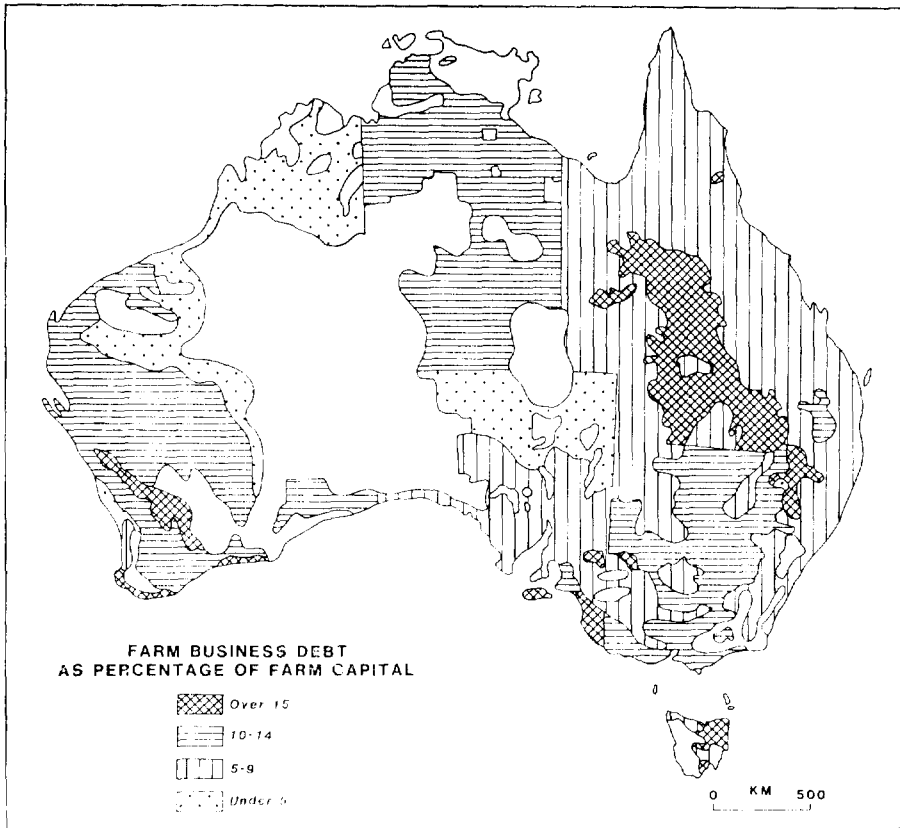 FARM BUSINESS DEBT
AS PERCENTAGE OF FARM CAPITAL
Over 15
10-14
5-9
Under 5
0 KM 500